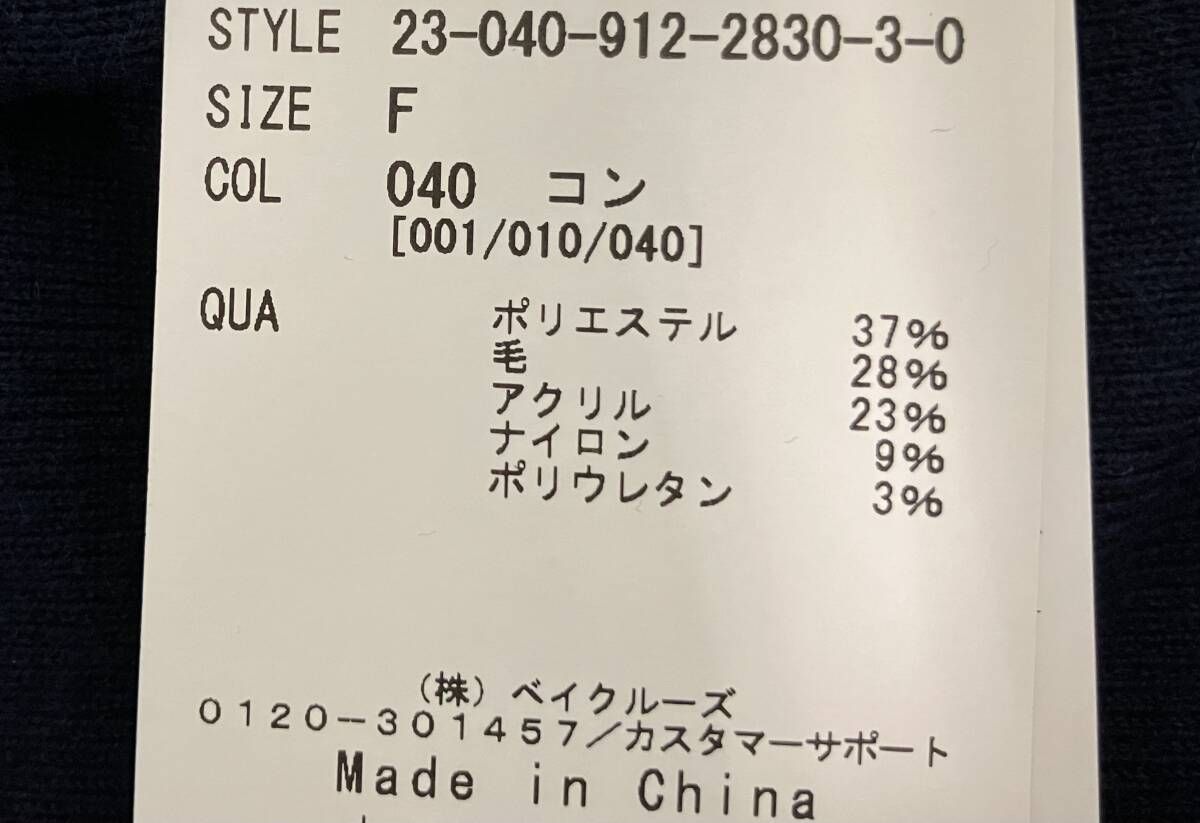 STYLE 23-040-912-2830-3-0
SIZE F
COL 040 コン
[001/010/040]
QUA ポリエステル 37%
毛 28%
アクリル 23%
ナイロン 9%
ポリウレタン 3%
（株）ベイクルーズ
０１２０－３０１４５７／カスタマーサポート
Made in China